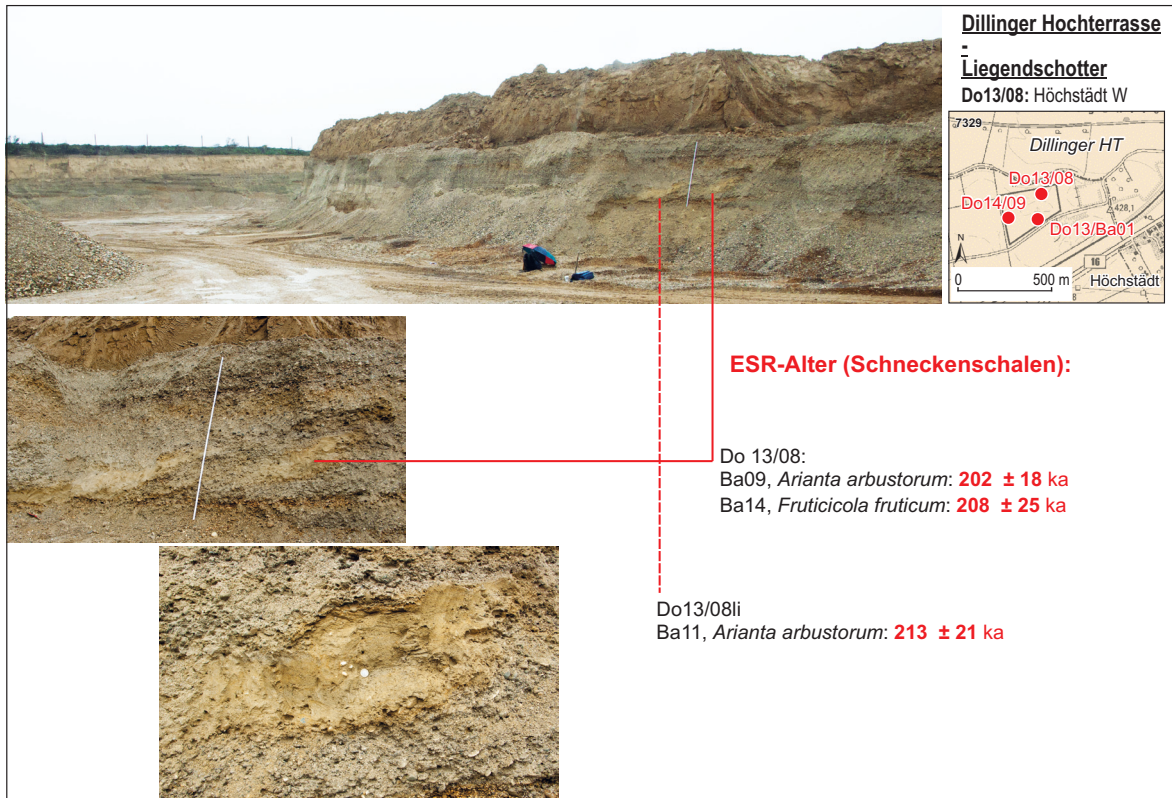 Dillinger Hochterrasse
-
Liegendschotter
Do13/08: Höchstädt W
7329
Dillinger HT
Do13/08
Do14/09
428,1
Do13/Ba01
N
16
0 500 m
Höchstädt
ESR-Alter (Schneckenschalen):
Do 13/08:
Ba09, Arianta arbustorum: 202 ± 18 ka
Ba14, Fruticicola fruticum: 208 ± 25 ka
Do13/08li
Ba11, Arianta arbustorum: 213 ± 21 ka